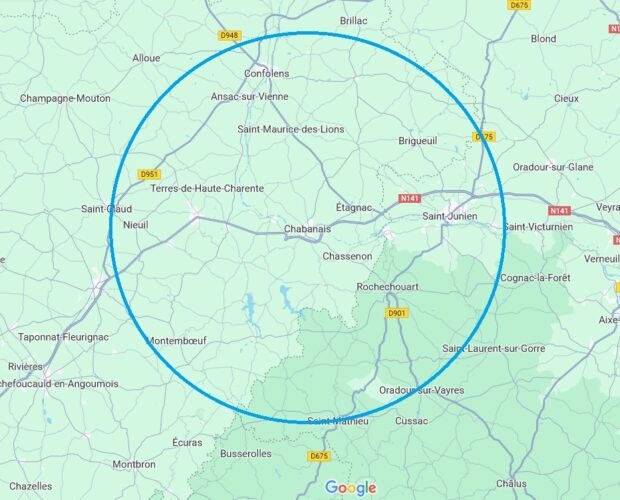 D675
Brillac
D948
Blond
N1
Alloue
Confolens
Champagne-Mouton
Ansac-sur-Vienne
Cieux
Saint-Maurice-des-Lions
Brigueuil
D675
Oradour-sur-Glane
D951
Terres-de-Haute-Charente
N141
Étagnac
Saint-Claud
N141
Veyra
Saint-Junien
Nieuil
Chabanais
Saint-Victurnien
Chassenon
Verneuil
Cognac-la-Forêt
Rochechouart
D901
Aixe
Taponnat-Fleurignac
Montembœuf
Saint-Laurent-sur-Gorre
Rivières
chefoucauld-en-Angoumois
Oradour-sur-Vayres
Saint-Mathieu
Cussac
Écuras
Busserolles
D675
Montbron
Châlus
Chazelles
Google